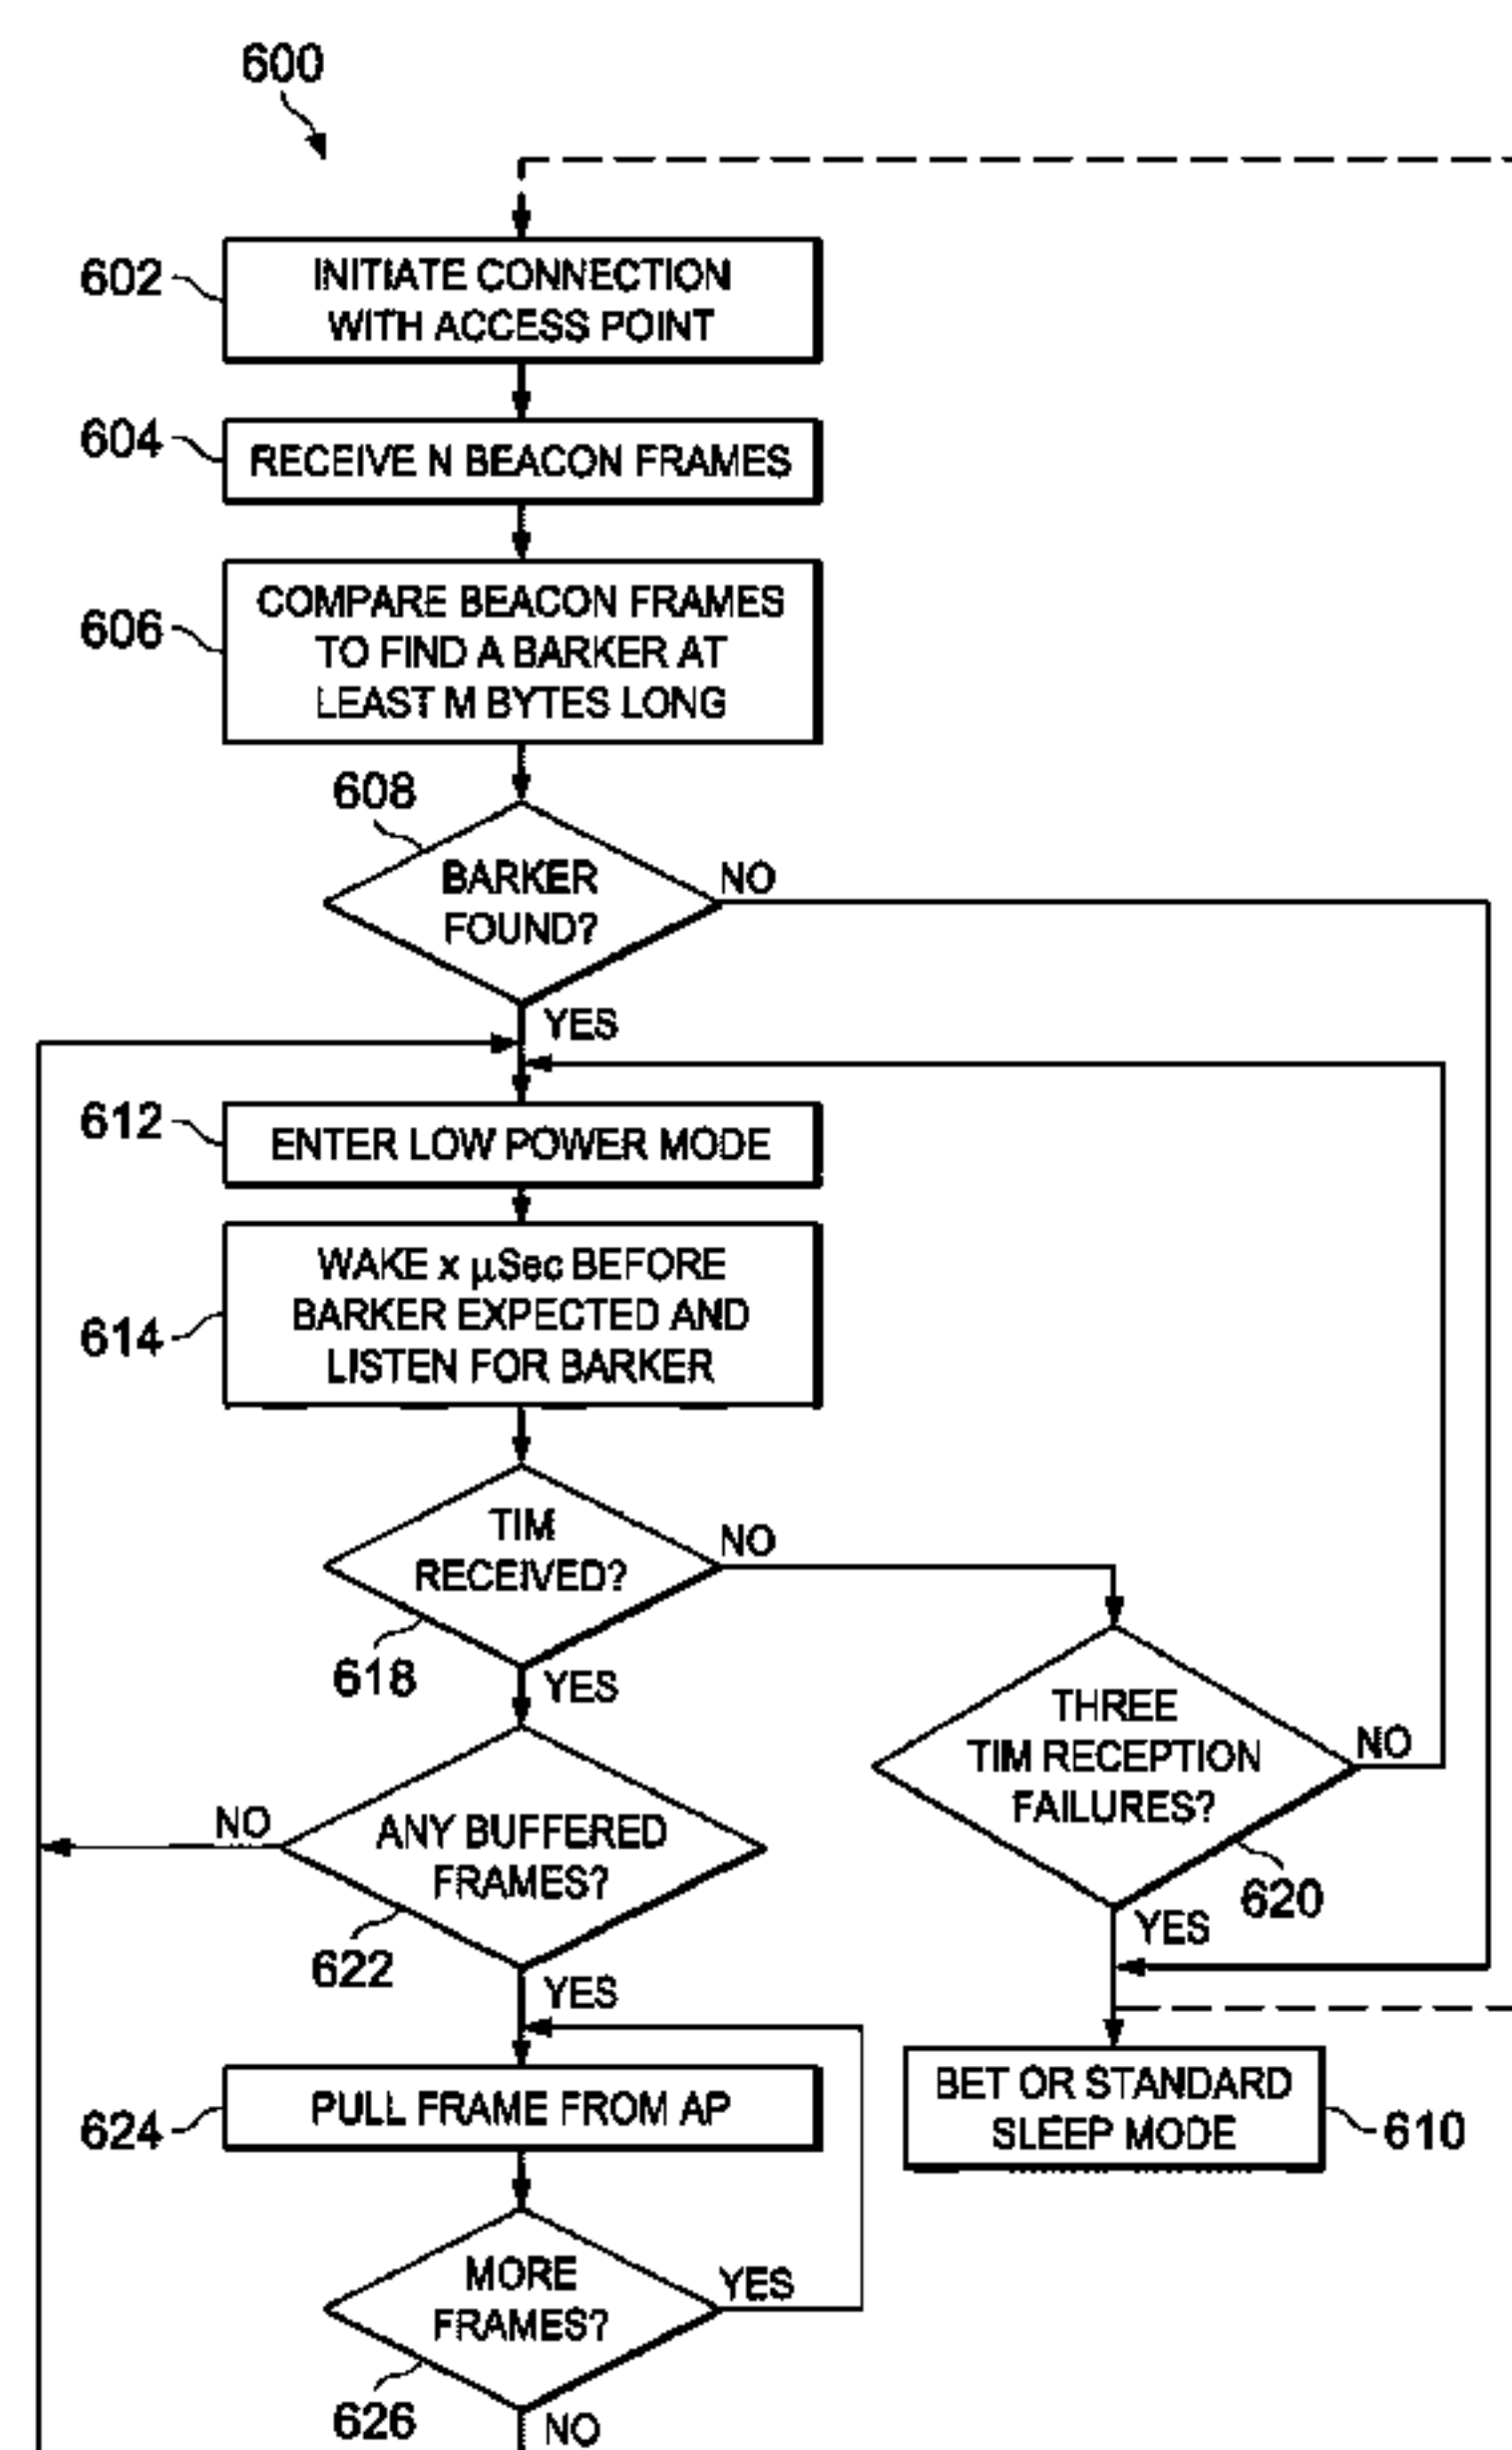 600
602
INITIATE CONNECTION
WITH ACCESS POINT
604
RECEIVE N BEACON FRAMES
606
COMPARE BEACON FRAMES
TO FIND A BARKER AT
LEAST M BYTES LONG
608
BARKER
FOUND?
NO
YES
612
ENTER LOW POWER MODE
614
WAKE x µSec BEFORE
BARKER EXPECTED AND
LISTEN FOR BARKER
TIM
RECEIVED?
NO
618
YES
THREE
TIM RECEPTION
FAILURES?
NO
620
YES
NO
ANY BUFFERED
FRAMES?
622
YES
624
PULL FRAME FROM AP
BET OR STANDARD
SLEEP MODE
610
MORE
FRAMES?
YES
626
NO